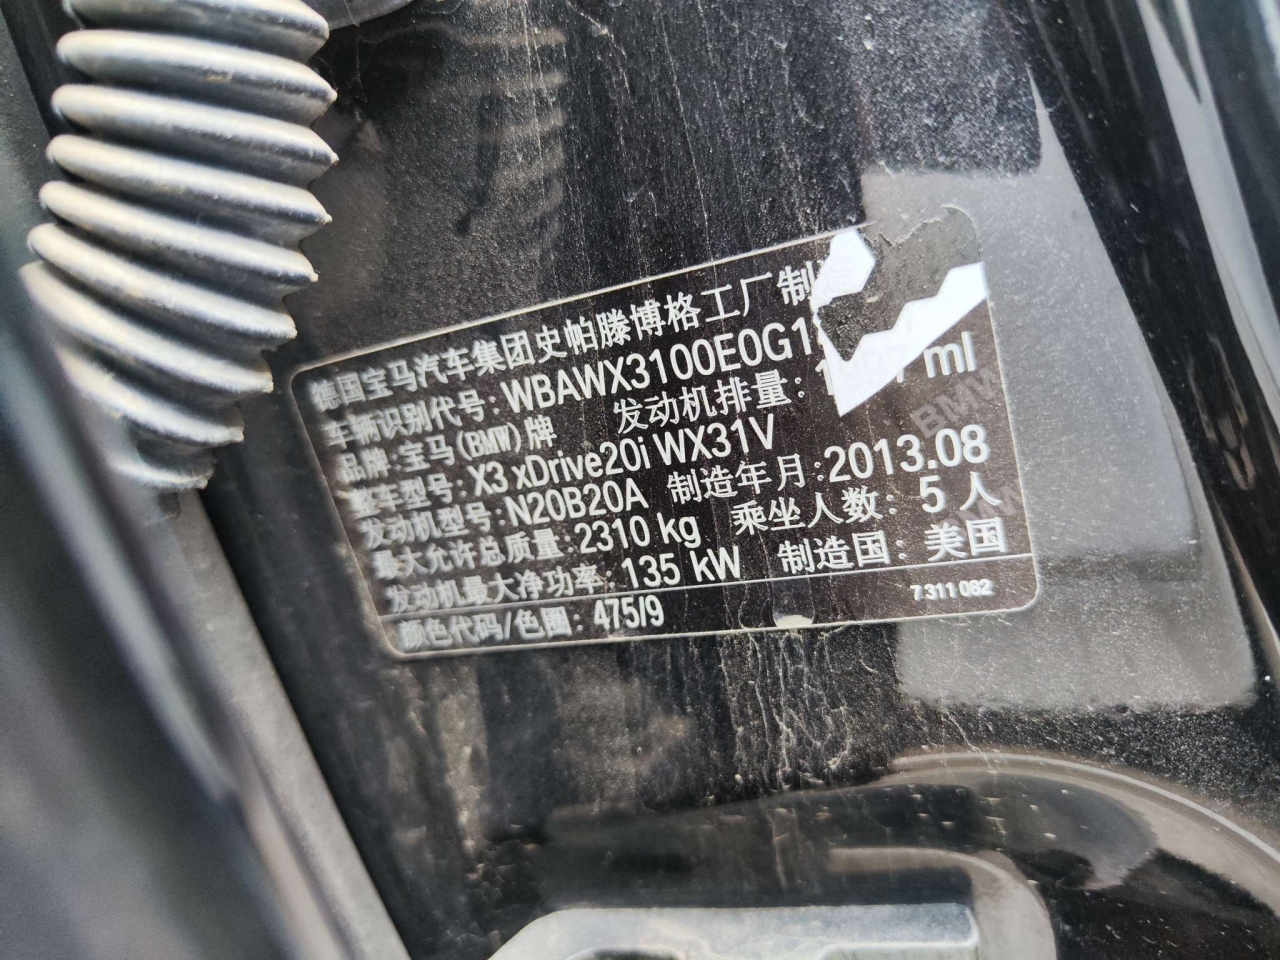 德国宝马汽车集团史帕滕博格工厂制造
车辆识别代号: WBAWX3100E0G1
品牌: 宝马(BMW)牌 发动机排量: ml
整车型号: X3 xDrive20i WX31V
发动机型号: N20B20A 制造年月: 2013.08
最大允许总质量: 2310 kg 乘坐人数: 5 人
发动机最大净功率: 135 kW 制造国: 美国
颜色代码/色圈: 475/9 7 311 082
BMW